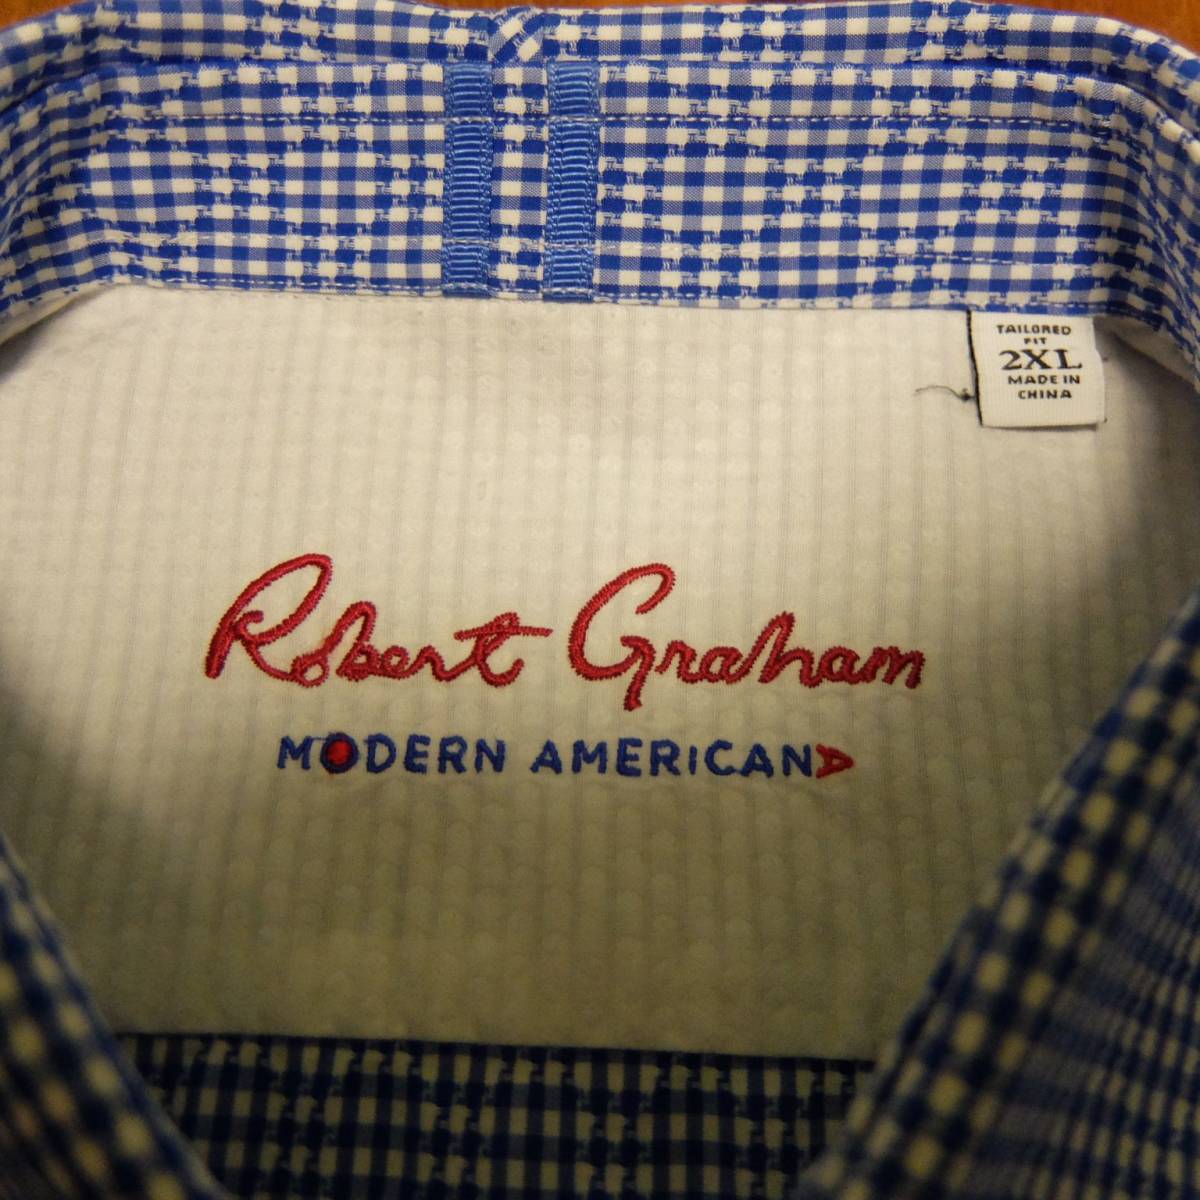 TAILORED
FIT
2XL
MADE IN
CHINA
Robert Graham
MODERN AMERICANA